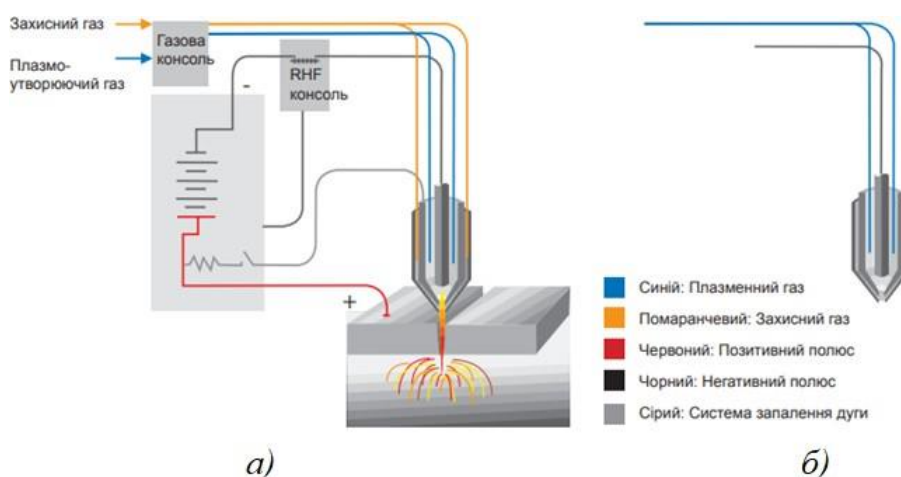 Захисний газ
Плазмо-
утворюючий газ
Газова
консоль
-
RHF
консоль
+
Синій: Плазменний газ
Помаранчевий: Захисний газ
Червоний: Позитивний полюс
Чорний: Негативний полюс
Сірий: Система запалення дуги
а)
б)